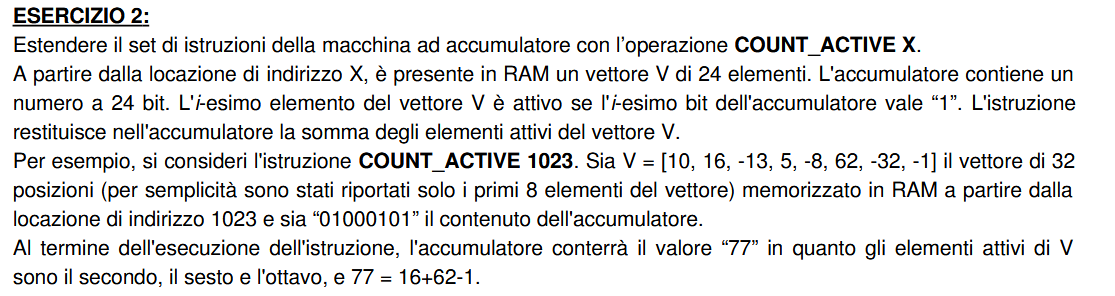 ESERCIZIO 2:
Estendere il set di istruzioni della macchina ad accumulatore con l'operazione COUNT_ACTIVE X.
A partire dalla locazione di indirizzo X, è presente in RAM un vettore V di 24 elementi. L'accumulatore contiene un
numero a 24 bit. L'i-esimo elemento del vettore V è attivo se l'i-esimo bit dell'accumulatore vale “1”. L'istruzione
restituisce nell'accumulatore la somma degli elementi attivi del vettore V.
Per esempio, si consideri l'istruzione COUNT_ACTIVE 1023. Sia V = [10, 16, -13, 5, -8, 62, -32, -1] il vettore di 32
posizioni (per semplicità sono stati riportati solo i primi 8 elementi del vettore) memorizzato in RAM a partire dalla
locazione di indirizzo 1023 e sia “01000101” il contenuto dell'accumulatore.
Al termine dell'esecuzione dell'istruzione, l'accumulatore conterrà il valore “77” in quanto gli elementi attivi di V
sono il secondo, il sesto e l'ottavo, e 77 = 16+62-1.